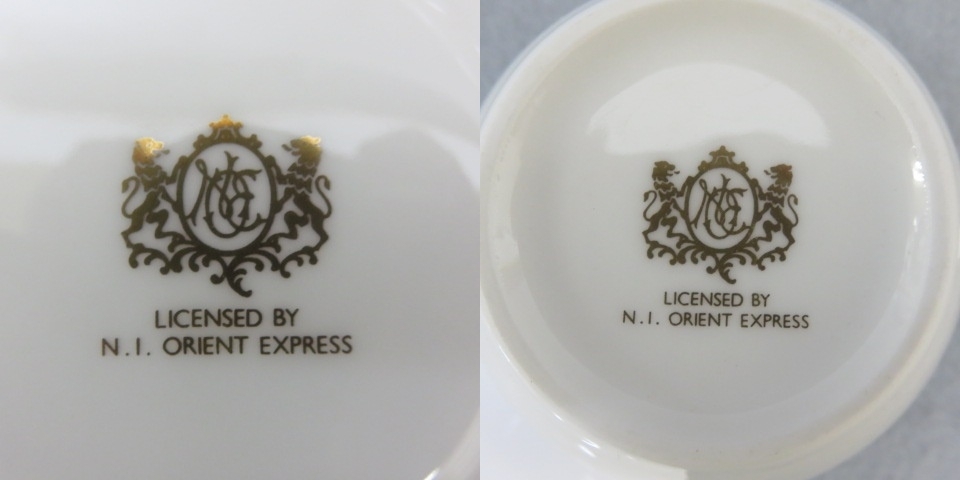 LICENSED BY
N.I. ORIENT EXPRESS
LICENSED BY
N.I. ORIENT EXPRESS